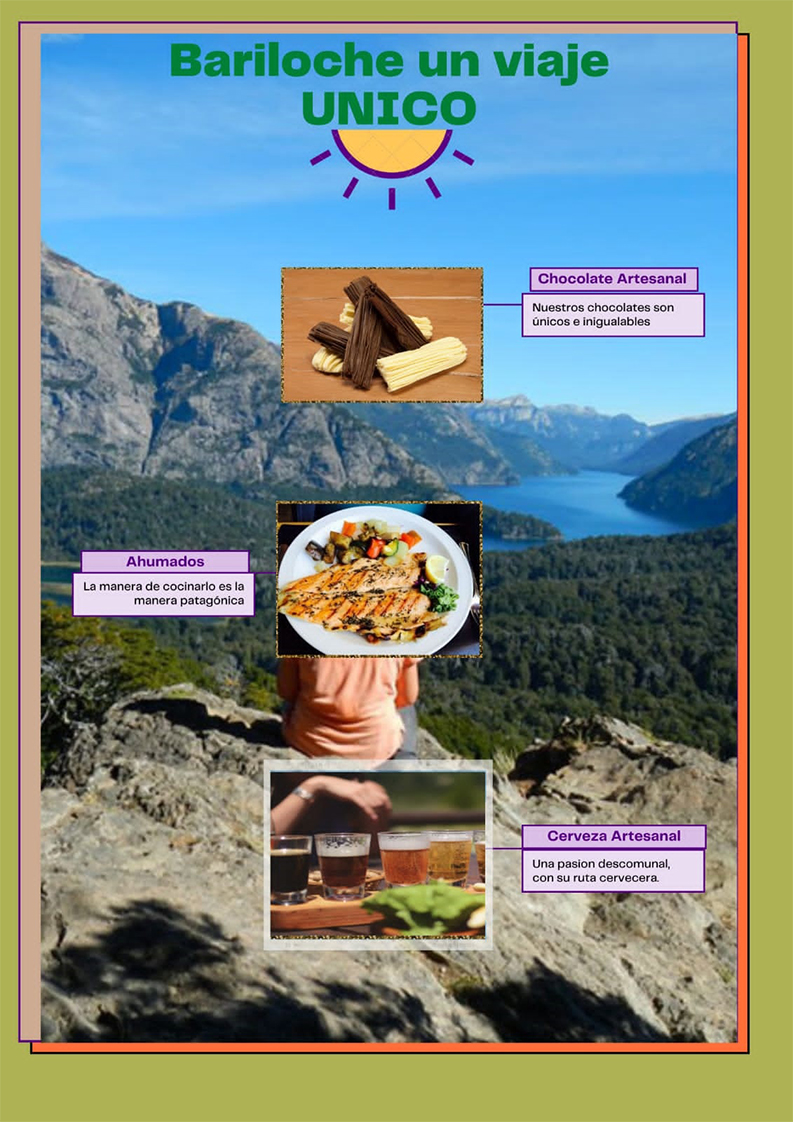 Bariloche un viaje
UNICO
Chocolate Artesanal
Nuestros chocolates son
únicos e inigualables
Ahumados
La manera de cocinarlo es la
manera patagónica
Cerveza Artesanal
Una pasion descomunal,
con su ruta cervecera.